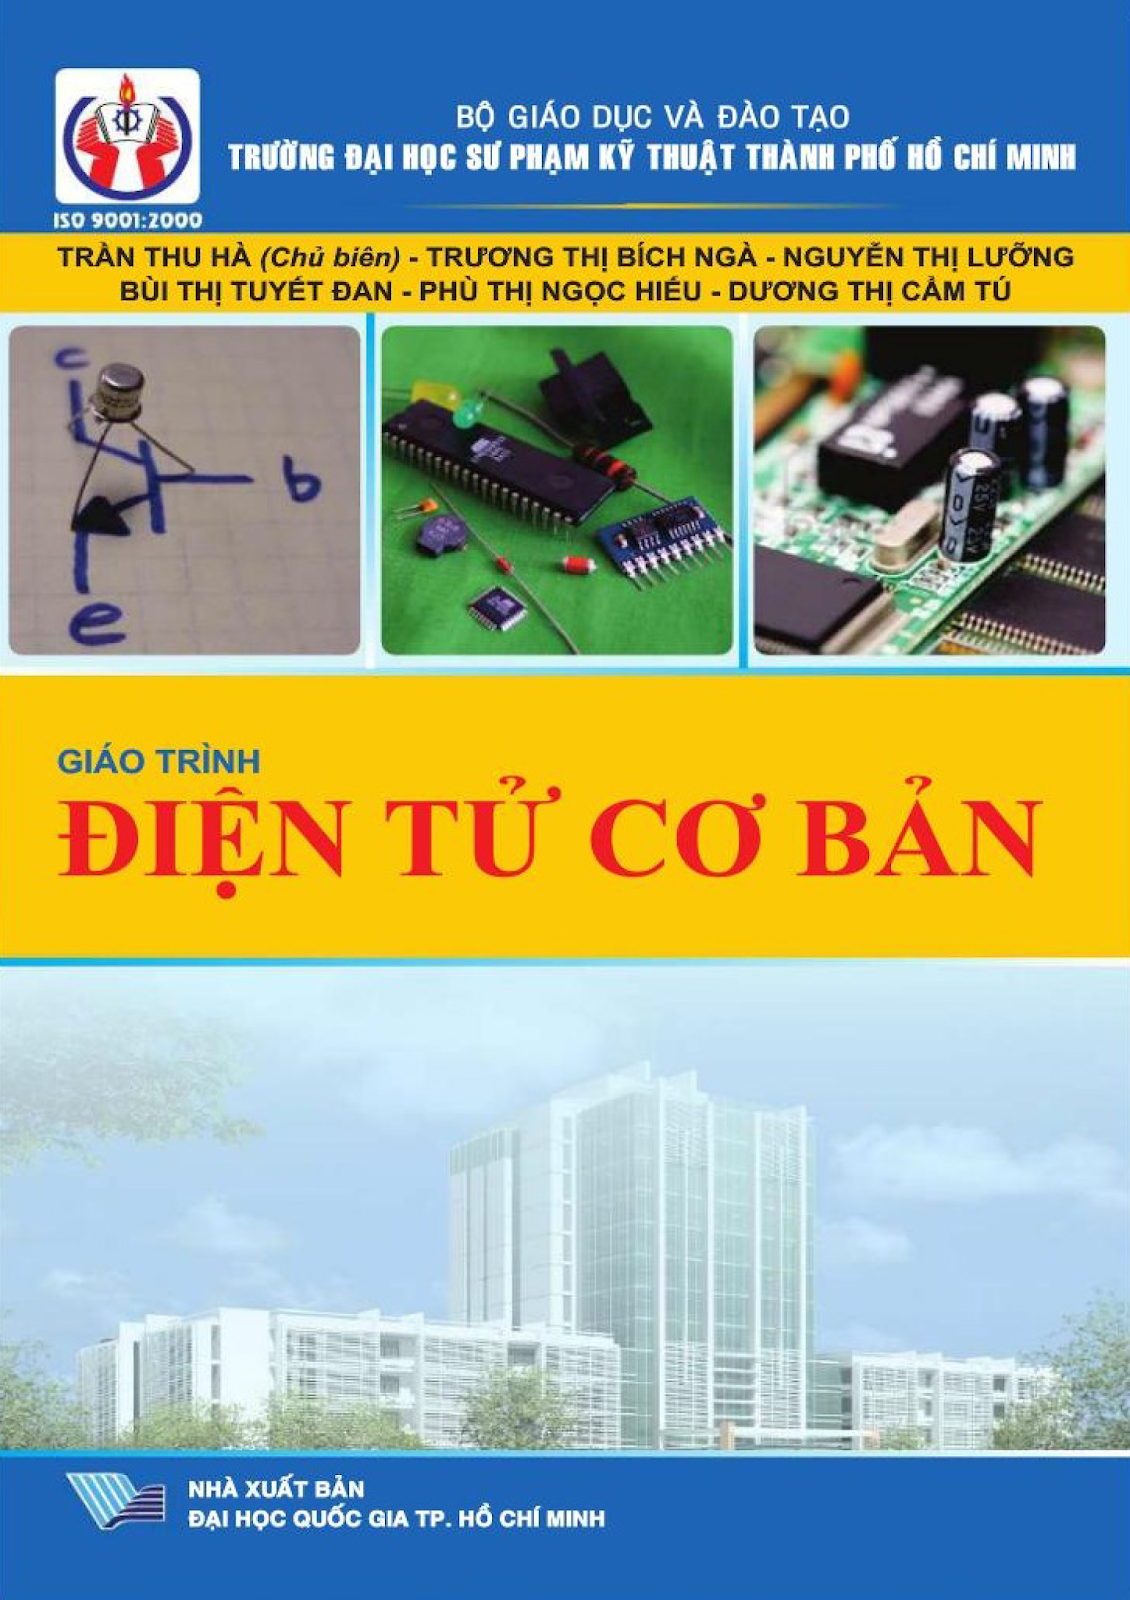 BỘ GIÁO DỤC VÀ ĐÀO TẠO
TRƯỜNG ĐẠI HỌC SƯ PHẠM KỸ THUẬT THÀNH PHỐ HỒ CHÍ MINH
ISO 9001:2000
TRẦN THU HÀ (Chủ biên) - TRƯƠNG THỊ BÍCH NGÀ - NGUYỄN THỊ LƯỠNG
BÙI THỊ TUYẾT ĐAN - PHÙ THỊ NGỌC HIẾU - DƯƠNG THỊ CẨM TÚ
c
b
e
25V
GIÁO TRÌNH
ĐIỆN TỬ CƠ BẢN
NHÀ XUẤT BẢN
ĐẠI HỌC QUỐC GIA TP. HỒ CHÍ MINH